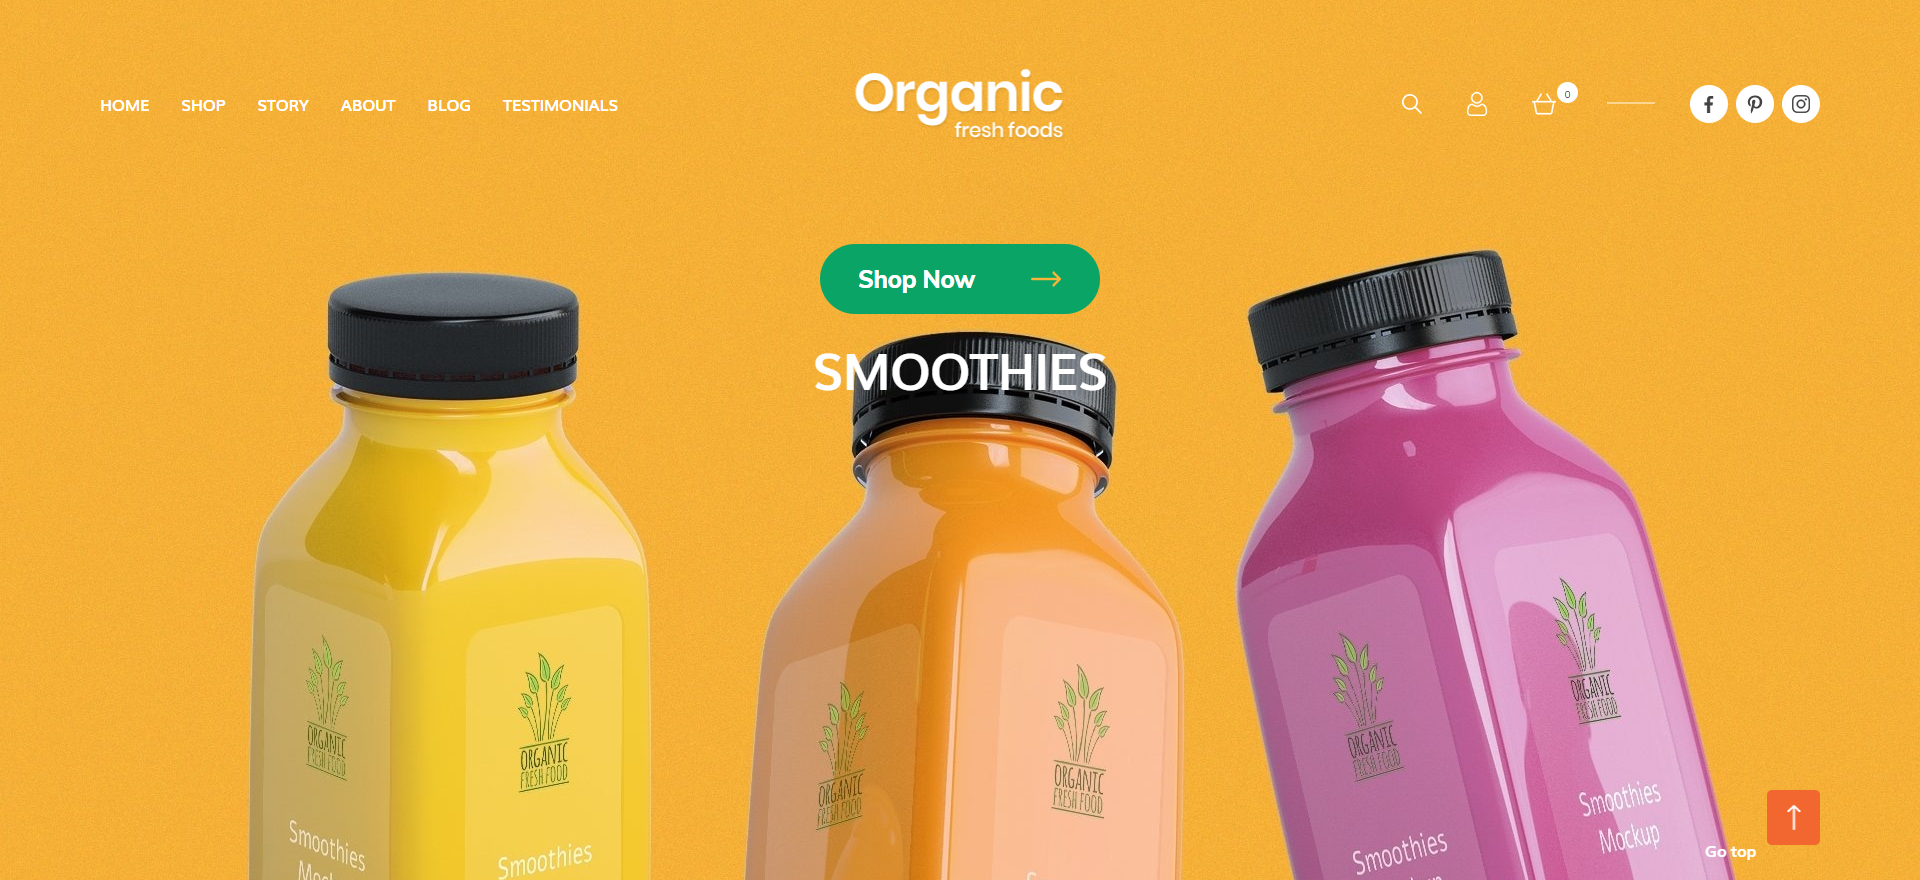 HOME SHOP STORY ABOUT BLOG TESTIMONIALS
Organic
fresh foods
0
Shop Now
SMOOTHIES
ORGANIC
FRESH FOOD
Smoothies
ORGANIC
FRESH FOOD
Smoothies
ORGANIC
FRESH FOOD
ORGANIC
FRESH FOOD
ORGANIC
FRESH FOOD
Smoothies
ORGANIC
FRESH FOOD
Smoothies
Mockup
Go top